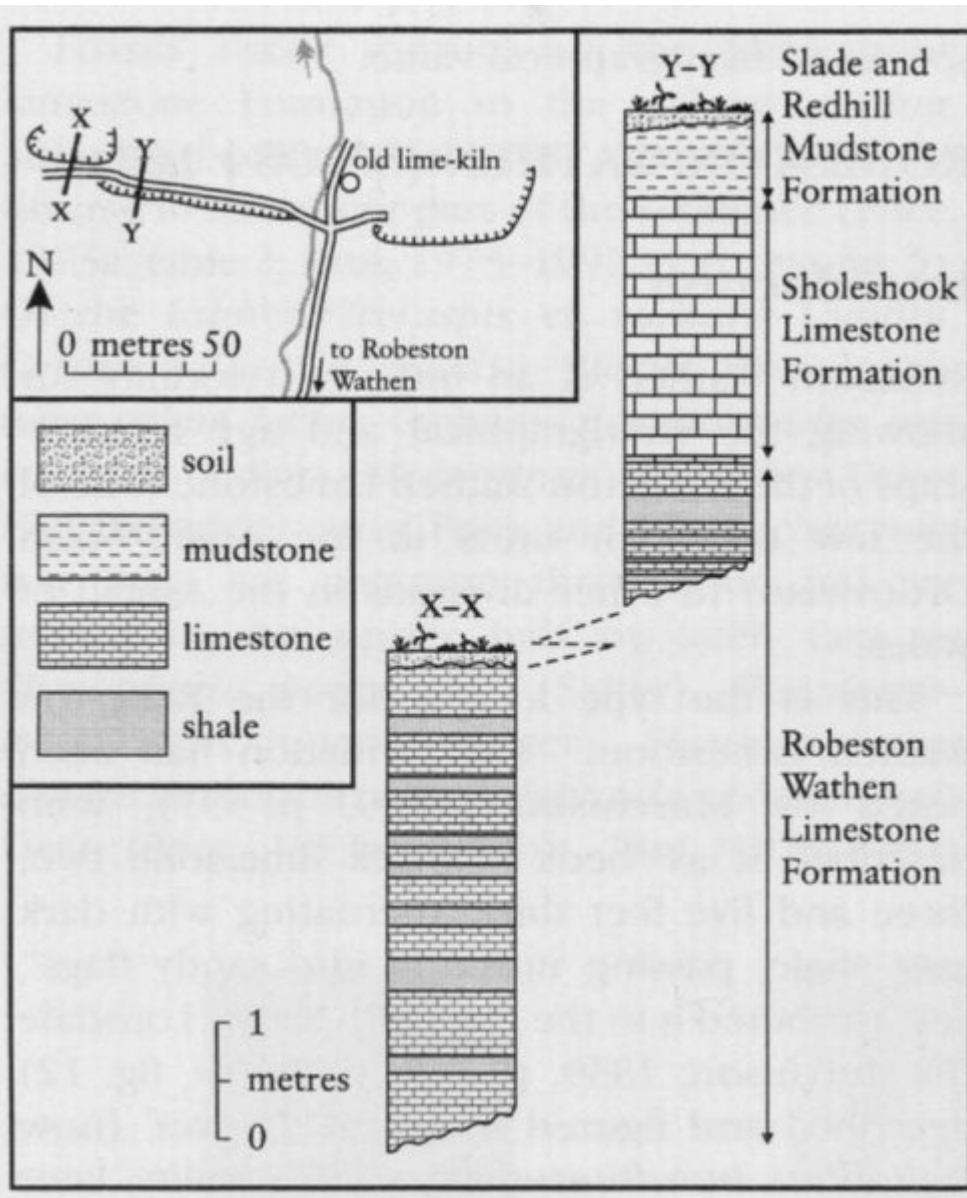 X
X
Y
Y
old lime-kiln
N
0 metres 50
to Robeston
Wathen
soil
mudstone
limestone
shale
Y–Y
Slade and
Redhill
Mudstone
Formation
Sholeshook
Limestone
Formation
X–X
Robeston
Wathen
Limestone
Formation
1
metres
0